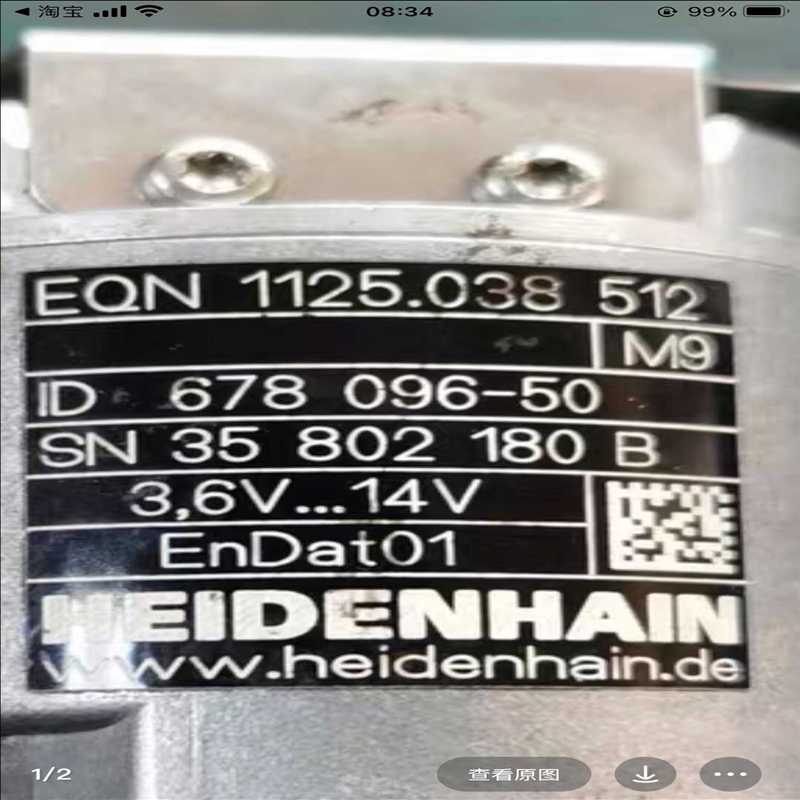 淘宝 08:34 99%
EQN 1125.038 512
M9
ID 678 096-50
SN 35 802 180 B
3,6V...14V
EnDat01
HEIDENHAIN
www.heidenhain.de
1/2 查看原图